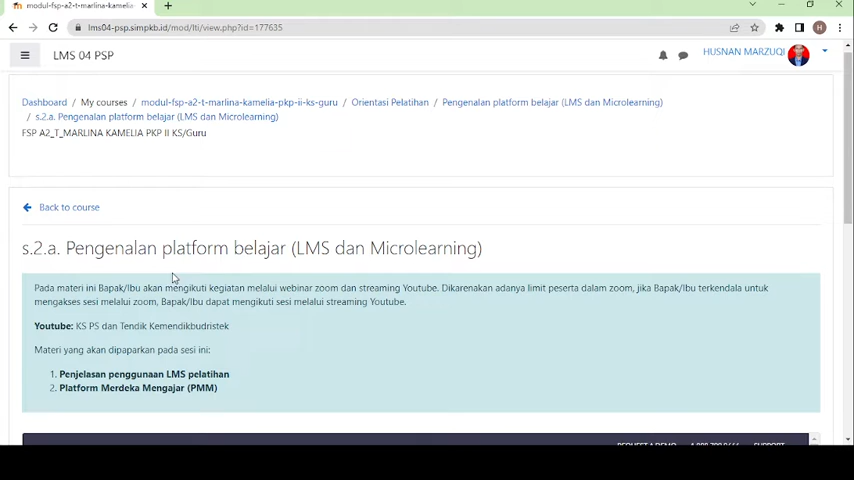 modul-fsp-a2-t-marlina-kamelia
lms04-psp.simpkb.id/mod/lti/view.php?id=177635
H
LMS 04 PSP
HUSNAN MARZUQI
Dashboard / My courses / modul-fsp-a2-t-marlina-kamelia-pkp-ii-ks-guru / Orientasi Pelatihan / Pengenalan platform belajar (LMS dan Microlearning)
/ s.2.a. Pengenalan platform belajar (LMS dan Microlearning)
FSP A2_T_MARLINA KAMELIA PKP II KS/Guru
Back to course
s.2.a. Pengenalan platform belajar (LMS dan Microlearning)
Pada materi ini Bapak/Ibu akan mengikuti kegiatan melalui webinar zoom dan streaming Youtube. Dikarenakan adanya limit peserta dalam zoom, jika Bapak/Ibu terkendala untuk
mengakses sesi melalui zoom, Bapak/Ibu dapat mengikuti sesi melalui streaming Youtube.
Youtube: KS PS dan Tendik Kemendikbudristek
Materi yang akan dipaparkan pada sesi ini:
1. Penjelasan penggunaan LMS pelatihan
2. Platform Merdeka Mengajar (PMM)
REQUEST A DEMO SUPPORT